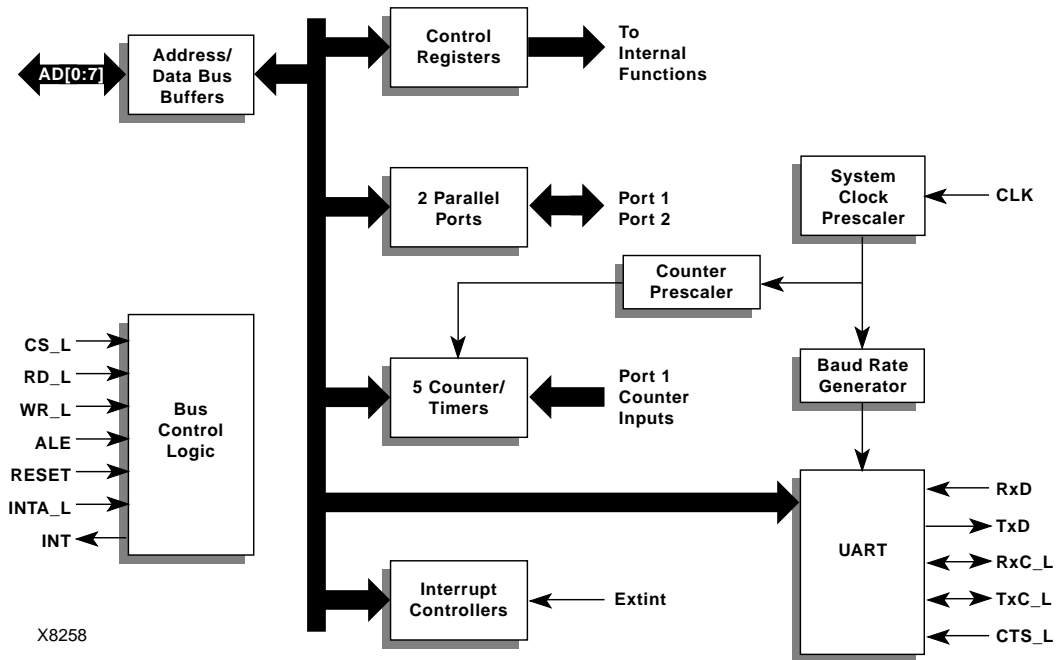 AD[0:7]
Address/
Data Bus
Buffers
Control
Registers
To
Internal
Functions
2 Parallel
Ports
Port 1
Port 2
System
Clock
Prescaler
CLK
Counter
Prescaler
CS_L
RD_L
WR_L
ALE
RESET
INTA_L
INT
Bus
Control
Logic
5 Counter/
Timers
Port 1
Counter
Inputs
Baud Rate
Generator
UART
RxD
TxD
RxC_L
TxC_L
CTS_L
Interrupt
Controllers
Extint
X8258